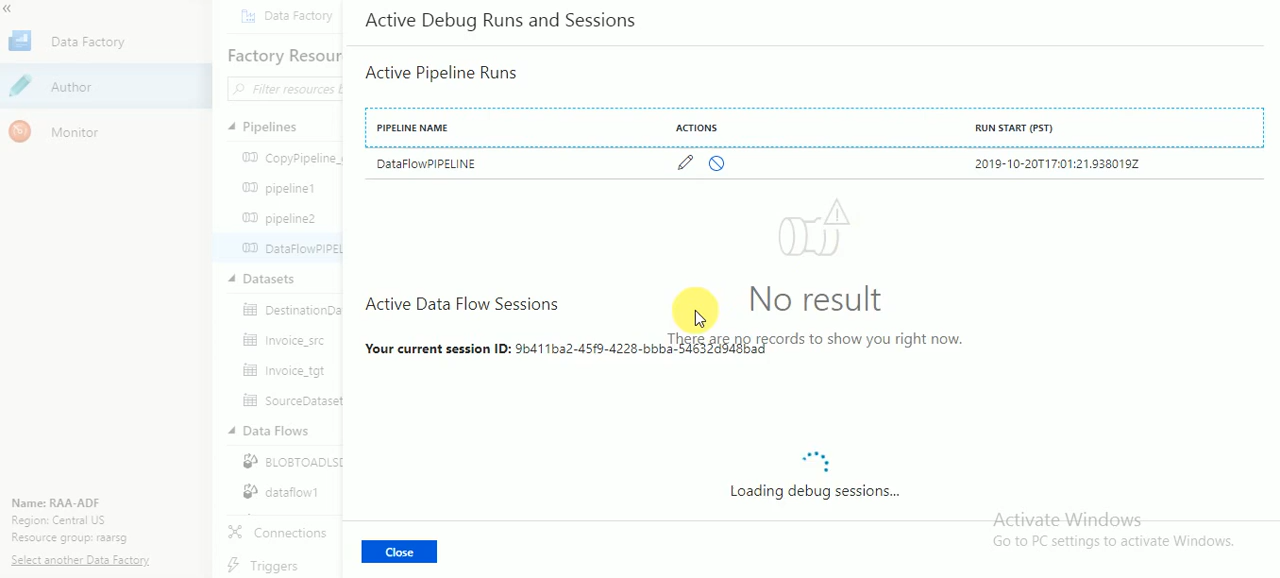 «
Data Factory
Author
Monitor
Name: RAA-ADF
Region: Central US
Resource group: raarsg
Select another Data Factory
Data Factory
Factory Resour
Filter resources b
Pipelines
CopyPipeline_
pipeline1
pipeline2
DataFlowPIPEL
Datasets
DestinationDa
Invoice_src
Invoice_tgt
SourceDataset
Data Flows
BLOBTOADLSD
dataflow1
Connections
Triggers
Active Debug Runs and Sessions
Active Pipeline Runs
PIPELINE NAME ACTIONS RUN START (PST)
DataFlowPIPELINE 2019-10-20T17:01:21.938019Z
No result
There are no records to show you right now.
Active Data Flow Sessions
Your current session ID: 9b411ba2-45f9-4228-bbba-54632d948bad
Loading debug sessions...
Close
Activate Windows
Go to PC settings to activate Windows.